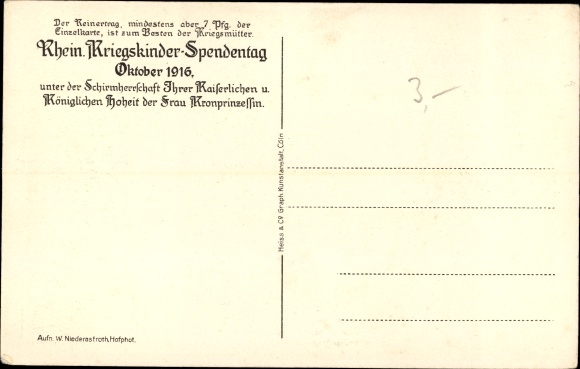 Der Reinertrag, mindestens aber 7 Pfg. der
Einzelkarte, ist zum Besten der Kriegsmütter.
Rhein. Kriegskinder-Spendentag
Oktober 1916.
unter der Schirmherrschaft Ihrer Kaiserlichen u.
Königlichen Hoheit der Frau Kronprinzessin.
3,-
Heiss & Co Graph. Kunstanstalt, Cöln
Aufn. W. Niederastroth, Hofphot.